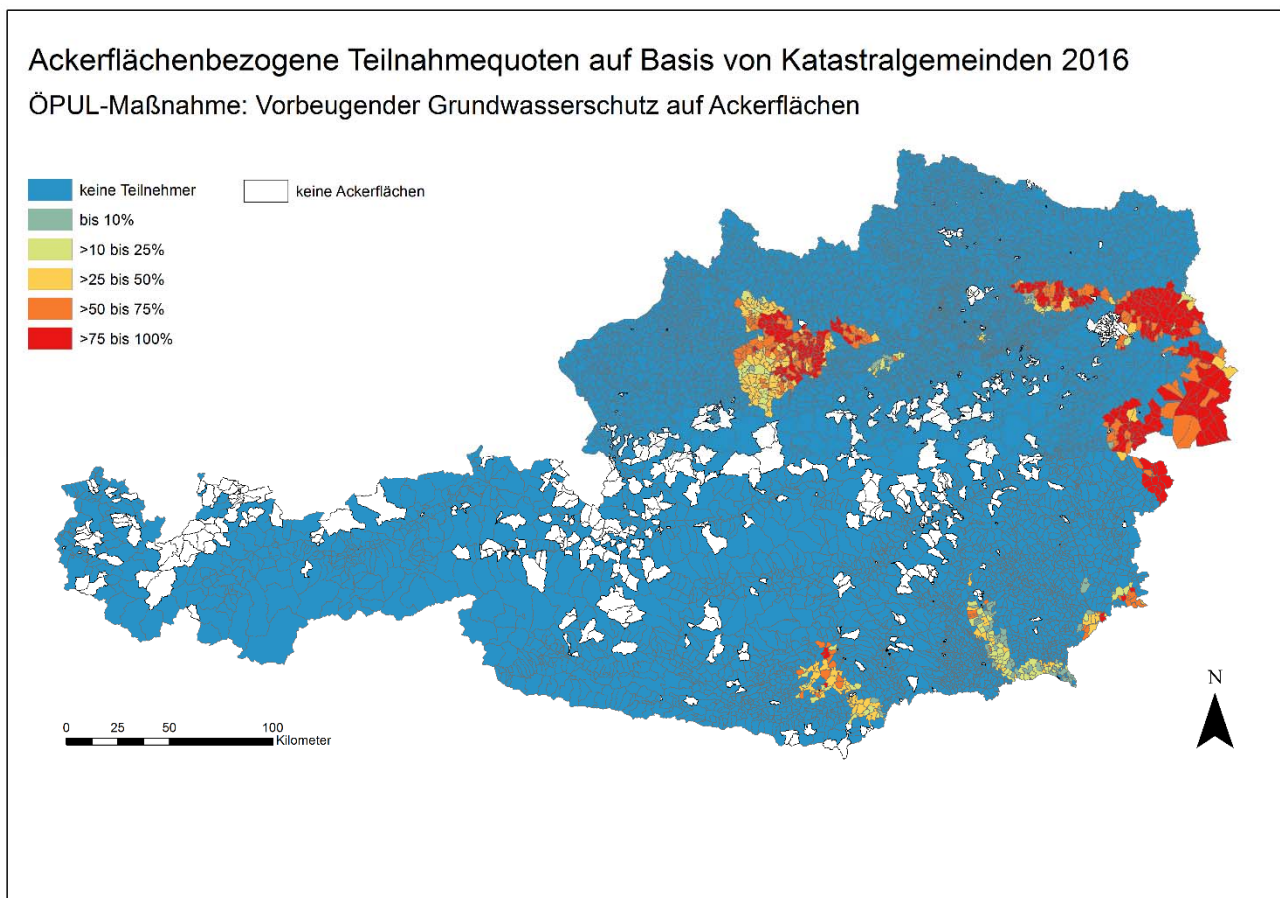 Ackerflächenbezogene Teilnahmequoten auf Basis von Katastralgemeinden 2016
ÖPUL-Maßnahme: Vorbeugender Grundwasserschutz auf Ackerflächen
keine Teilnehmer
keine Ackerflächen
bis 10%
>10 bis 25%
>25 bis 50%
>50 bis 75%
>75 bis 100%
N
0 25 50 100
Kilometer